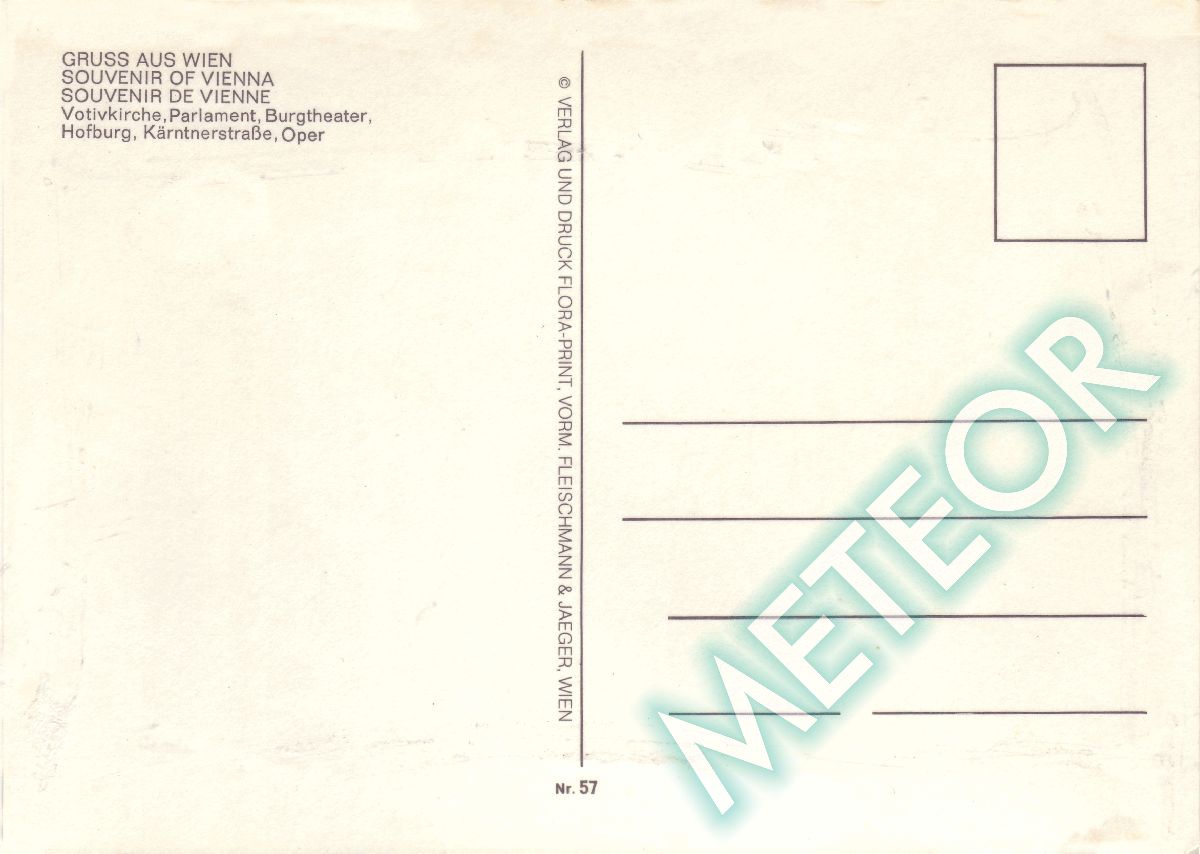 GRUSS AUS WIEN
SOUVENIR OF VIENNA
SOUVENIR DE VIENNE
Votivkirche, Parlament, Burgtheater,
Hofburg, Kärntnerstraße, Oper
© VERLAG UND DRUCK FLORA-PRINT, VORM. FLEISCHMANN & JAEGER, WIEN
Nr. 57
METEOR